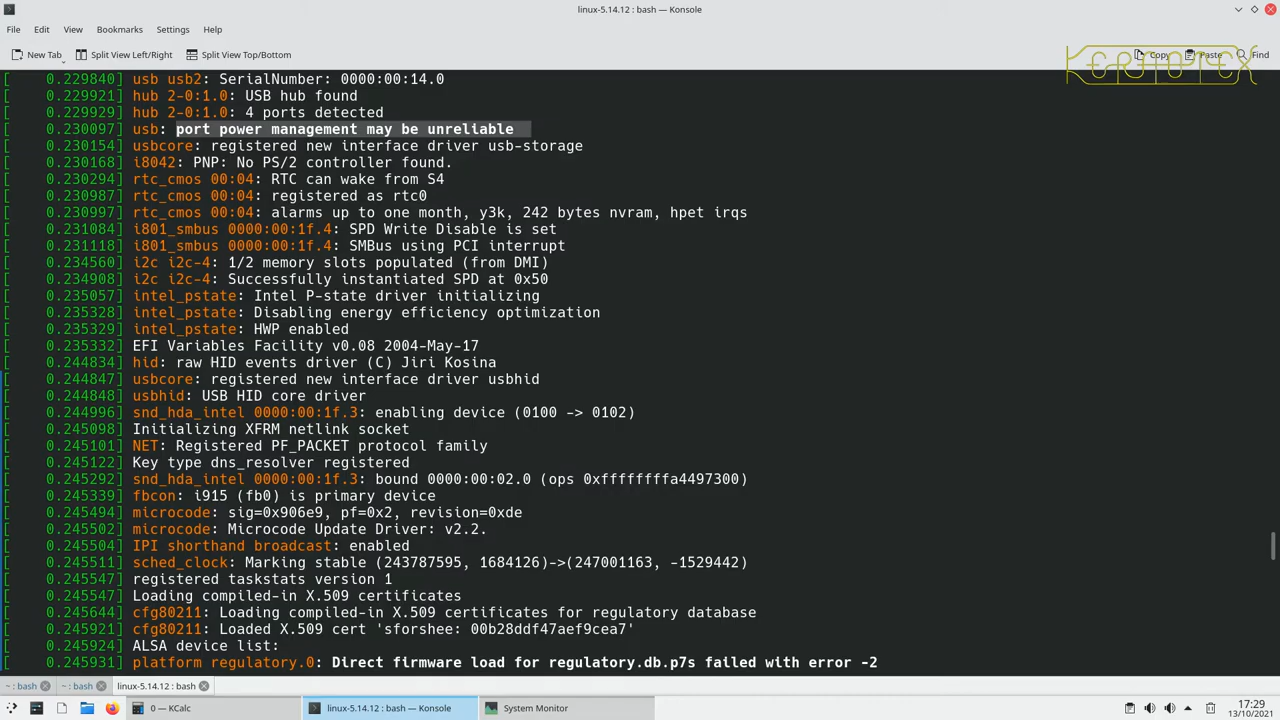 linux-5.14.12 : bash — Konsole
File Edit View Bookmarks Settings Help
New Tab Split View Left/Right Split View Top/Bottom Copy Paste Find
[    0.229840] usb usb2: SerialNumber: 0000:00:14.0
[    0.229921] hub 2-0:1.0: USB hub found
[    0.229929] hub 2-0:1.0: 4 ports detected
[    0.230097] usb: port power management may be unreliable
[    0.230154] usbcore: registered new interface driver usb-storage
[    0.230168] i8042: PNP: No PS/2 controller found.
[    0.230294] rtc_cmos 00:04: RTC can wake from S4
[    0.230987] rtc_cmos 00:04: registered as rtc0
[    0.230997] rtc_cmos 00:04: alarms up to one month, y3k, 242 bytes nvram, hpet irqs
[    0.231084] i801_smbus 0000:00:1f.4: SPD Write Disable is set
[    0.231118] i801_smbus 0000:00:1f.4: SMBus using PCI interrupt
[    0.234560] i2c i2c-4: 1/2 memory slots populated (from DMI)
[    0.234908] i2c i2c-4: Successfully instantiated SPD at 0x50
[    0.235057] intel_pstate: Intel P-state driver initializing
[    0.235328] intel_pstate: Disabling energy efficiency optimization
[    0.235329] intel_pstate: HWP enabled
[    0.235332] EFI Variables Facility v0.08 2004-May-17
[    0.244834] hid: raw HID events driver (C) Jiri Kosina
[    0.244847] usbcore: registered new interface driver usbhid
[    0.244848] usbhid: USB HID core driver
[    0.244996] snd_hda_intel 0000:00:1f.3: enabling device (0100 -> 0102)
[    0.245098] Initializing XFRM netlink socket
[    0.245101] NET: Registered PF_PACKET protocol family
[    0.245122] Key type dns_resolver registered
[    0.245292] snd_hda_intel 0000:00:1f.3: bound 0000:00:02.0 (ops 0xffffffffa4497300)
[    0.245339] fbcon: i915 (fb0) is primary device
[    0.245494] microcode: sig=0x906e9, pf=0x2, revision=0xde
[    0.245502] microcode: Microcode Update Driver: v2.2.
[    0.245504] IPI shorthand broadcast: enabled
[    0.245511] sched_clock: Marking stable (243787595, 1684126)->(247001163, -1529442)
[    0.245547] registered taskstats version 1
[    0.245547] Loading compiled-in X.509 certificates
[    0.245644] cfg80211: Loading compiled-in X.509 certificates for regulatory database
[    0.245921] cfg80211: Loaded X.509 cert 'sforshee: 00b28ddf47aef9cea7'
[    0.245924] ALSA device list:
[    0.245931] platform regulatory.0: Direct firmware load for regulatory.db.p7s failed with error -2
~ : bash ~ : bash linux-5.14.12 : bash
0 — KCalc linux-5.14.12 : bash — Konsole System Monitor 17:29
13/10/2021